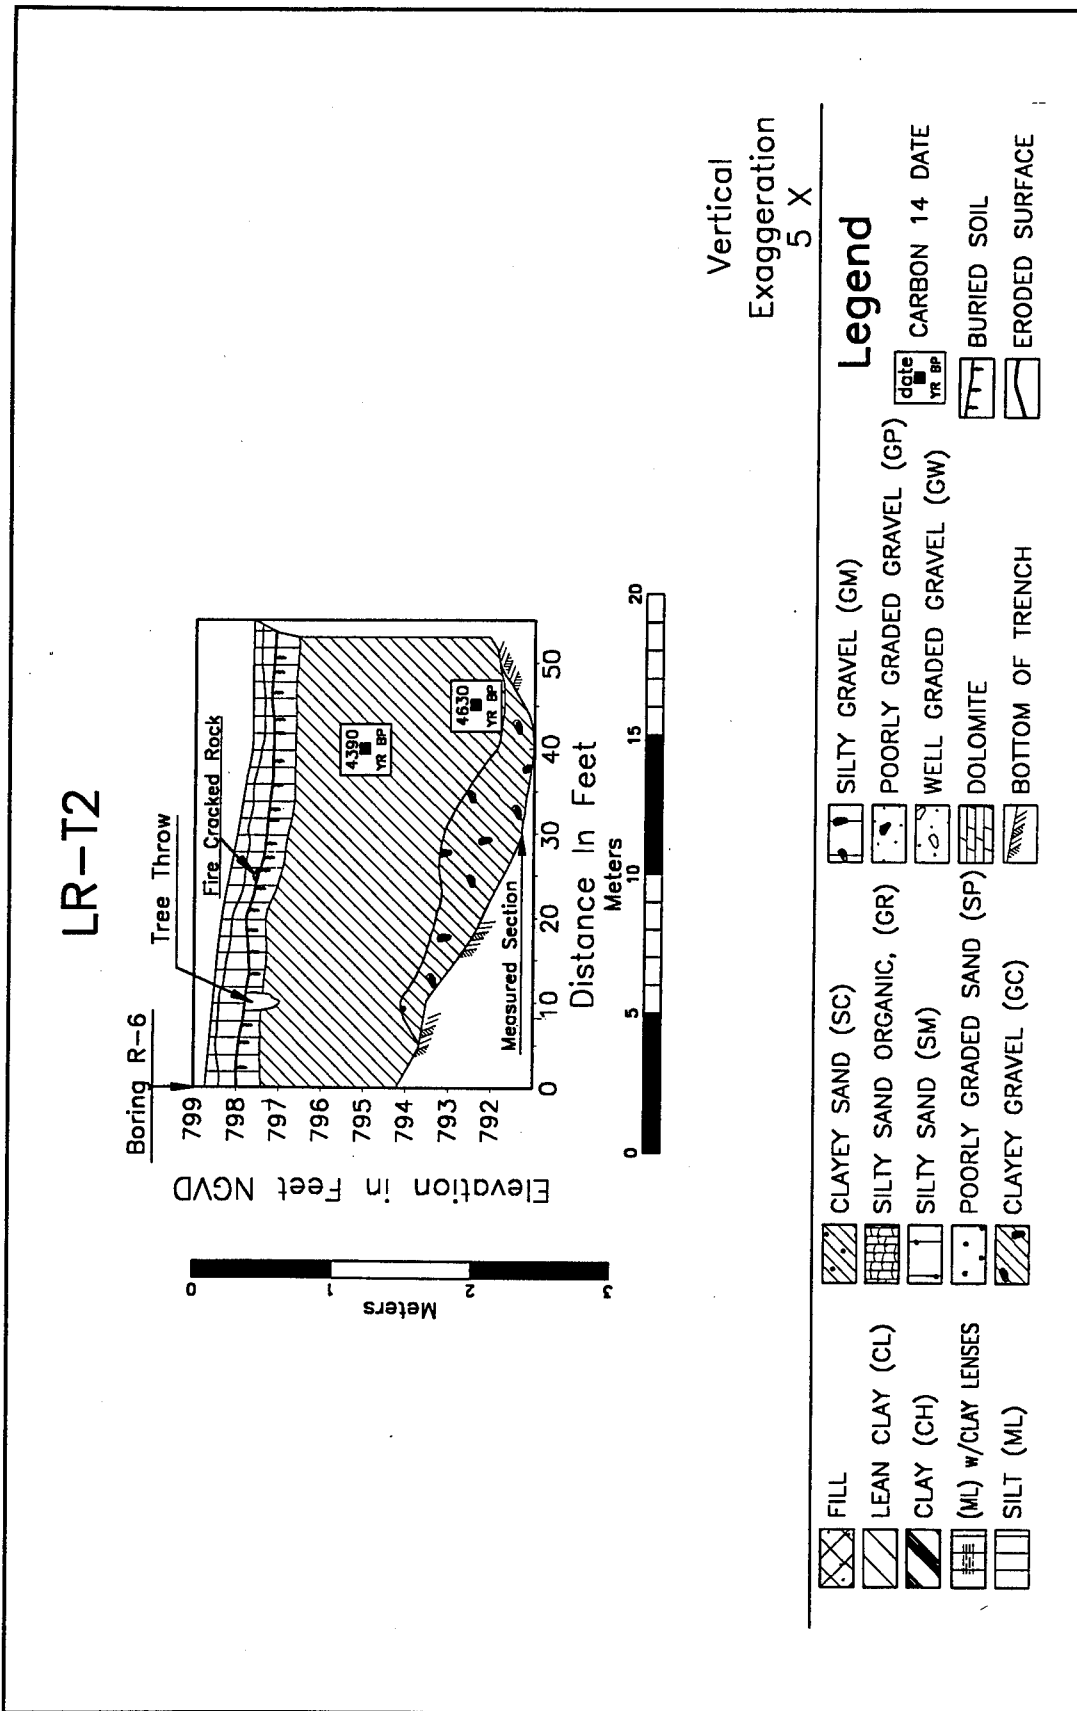 LR-T2
Boring R-6
Tree Throw
Fire Cracked Rock
799
798
797
796
795
794
793
792
Elevation in Feet NGVD
4390
YR BP
4630
YR BP
Measured Section
0 10 20 30 40 50
Distance In Feet
Meters
0 5 10 15 20
0
1
2
3
Meters
Vertical
Exaggeration
5 X
Legend
FILL
LEAN CLAY (CL)
CLAY (CH)
(ML) w/CLAY LENSES
SILT (ML)
CLAYEY SAND (SC)
SILTY SAND ORGANIC, (GR)
SILTY SAND (SM)
POORLY GRADED SAND (SP)
CLAYEY GRAVEL (GC)
SILTY GRAVEL (GM)
POORLY GRADED GRAVEL (GP)
WELL GRADED GRAVEL (GW)
DOLOMITE
BOTTOM OF TRENCH
date
YR BP
CARBON 14 DATE
BURIED SOIL
ERODED SURFACE